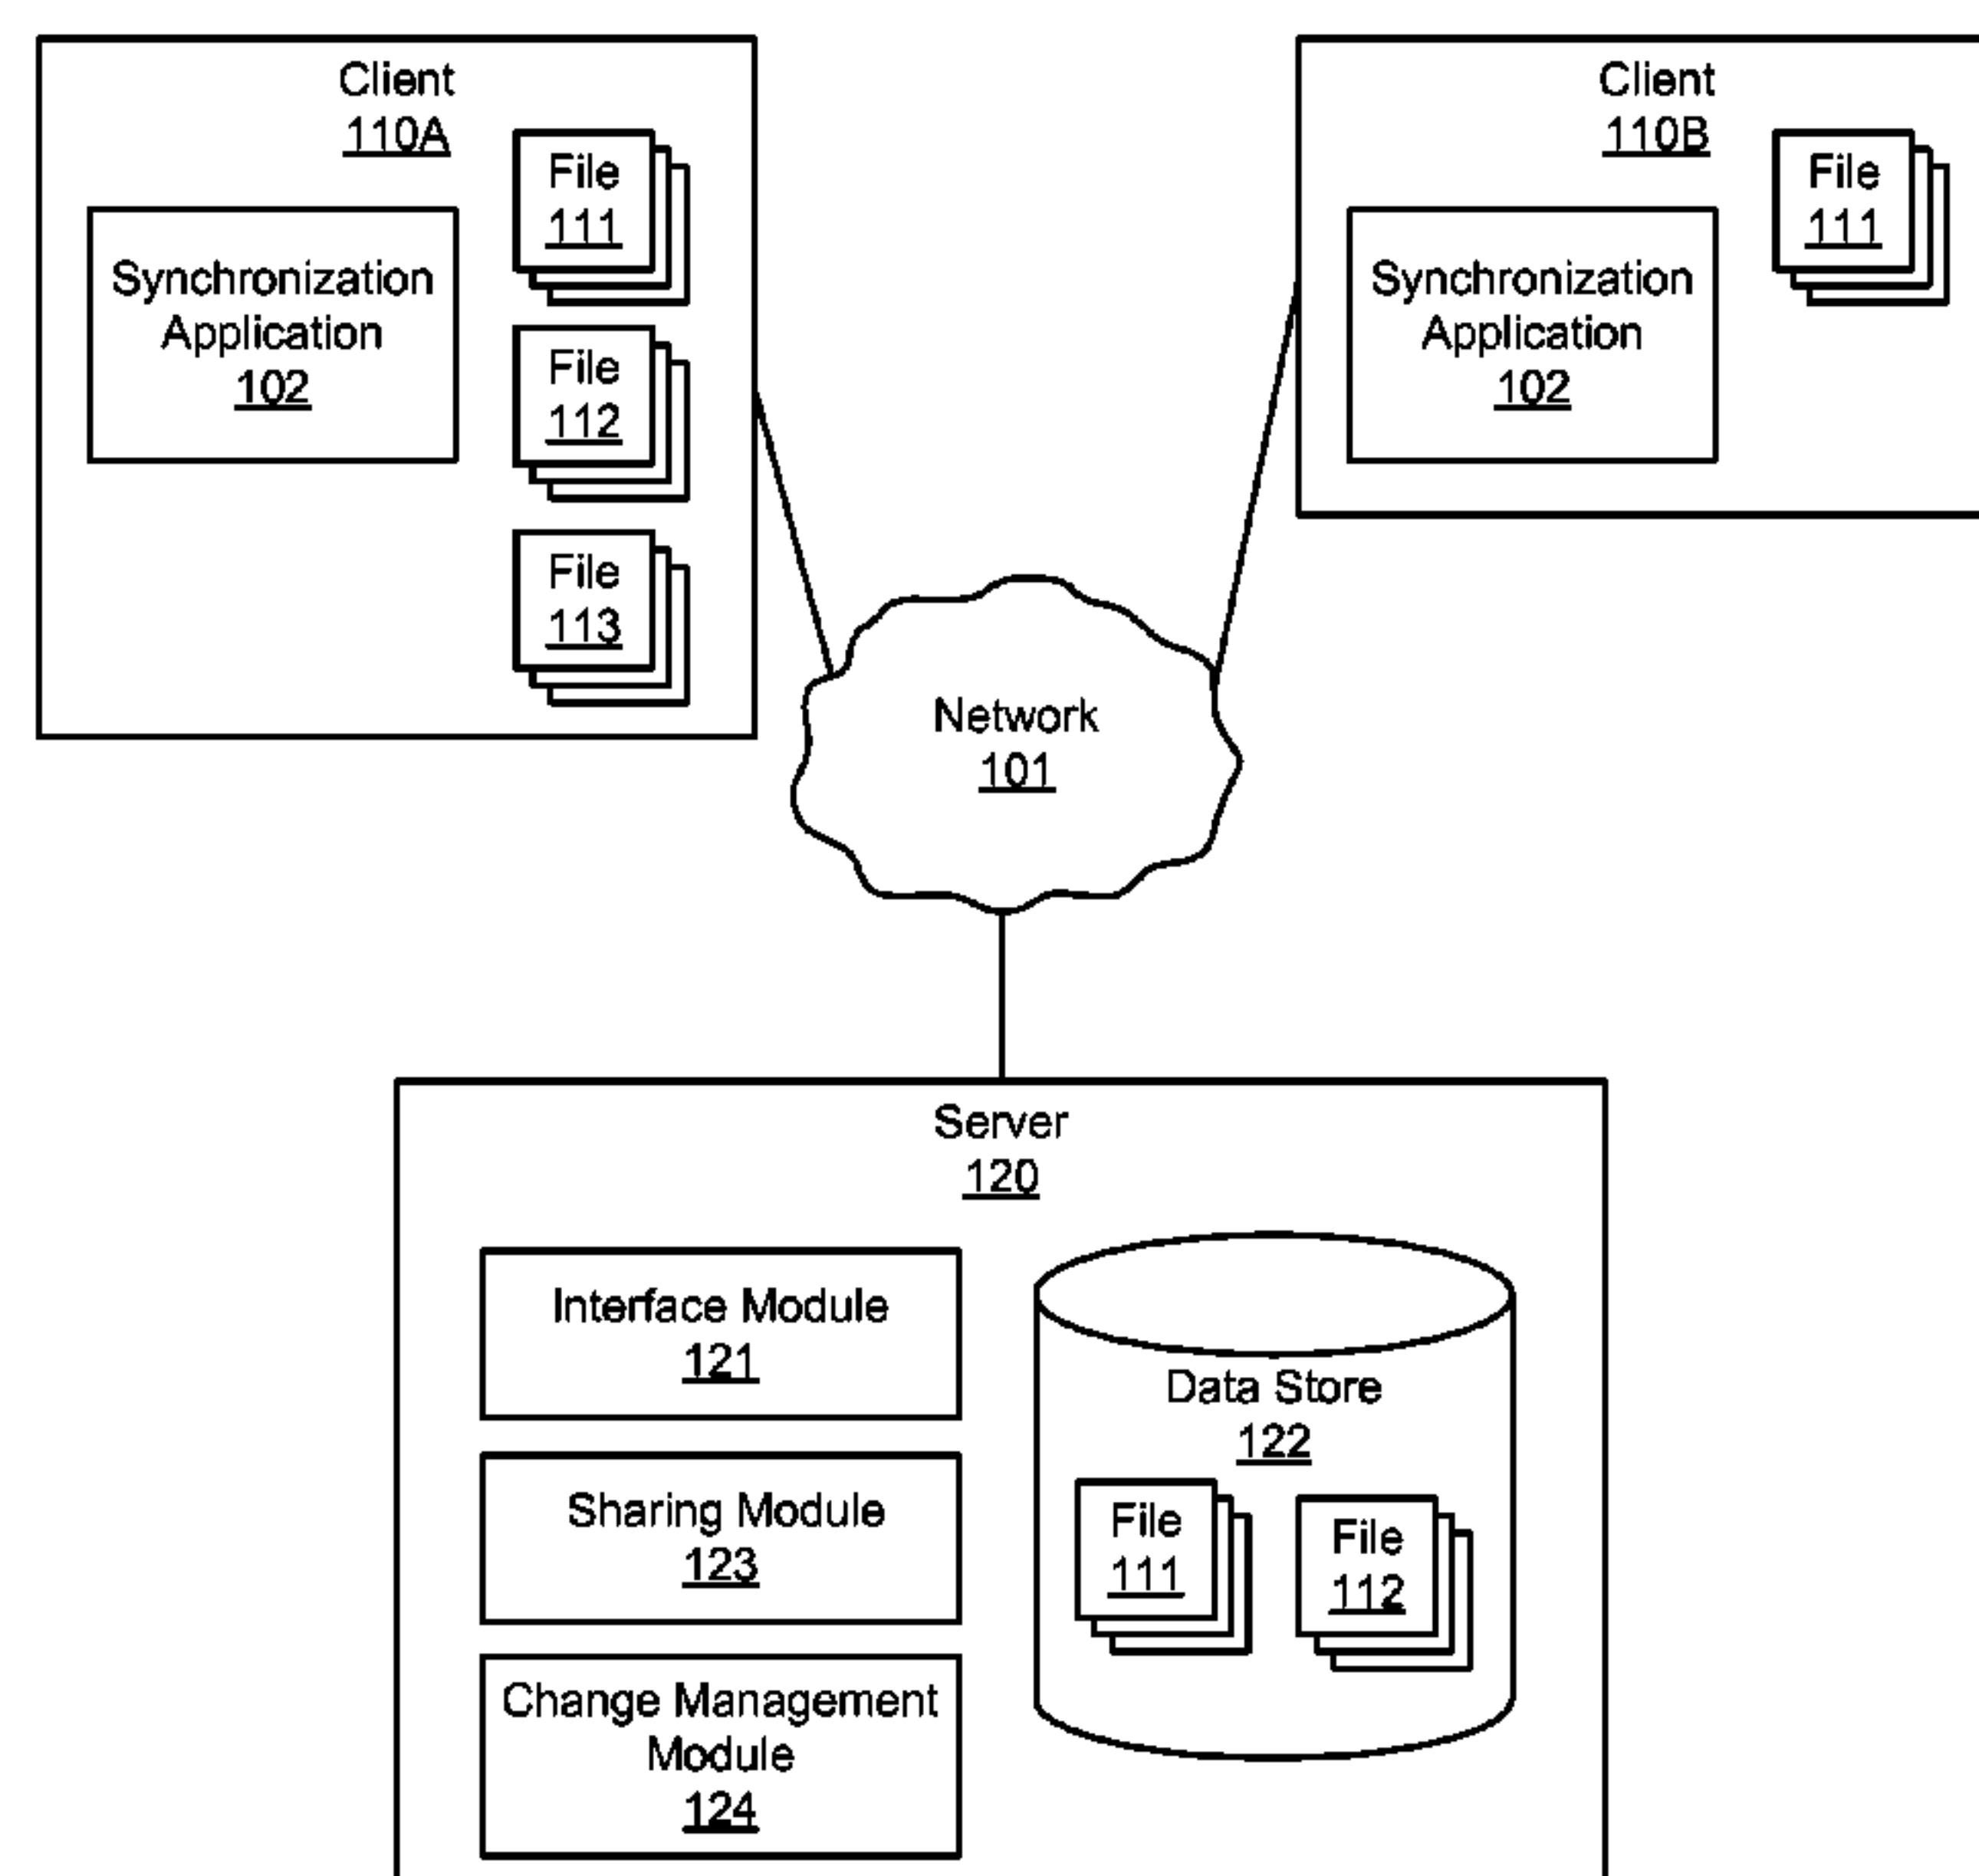 Client
110A
File
111
Synchronization
Application
102
File
112
File
113
Client
110B
File
111
Synchronization
Application
102
Network
101
Server
120
Interface Module
121
Sharing Module
123
Change Management
Module
124
Data Store
122
File
111
File
112